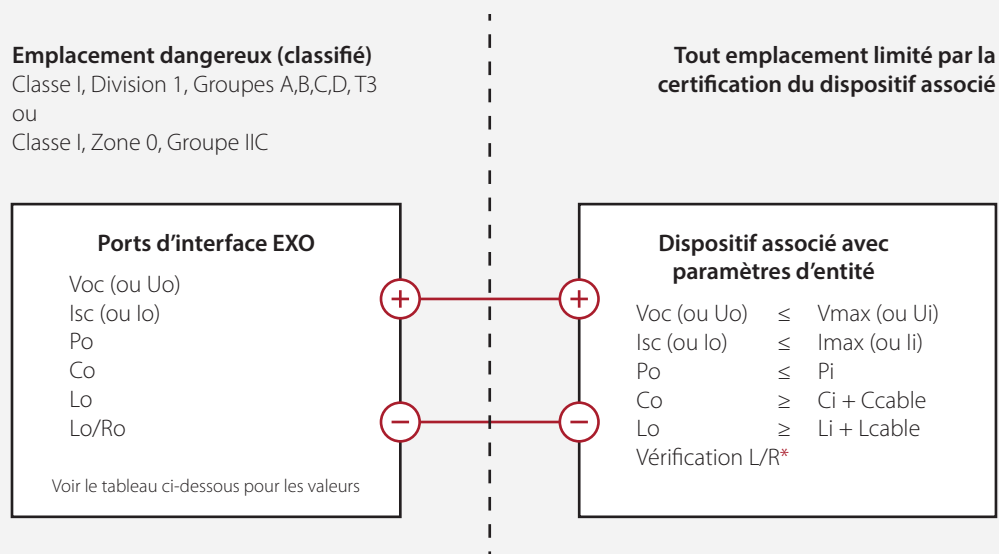 Emplacement dangereux (classifié)
Classe I, Division 1, Groupes A,B,C,D, T3
ou
Classe I, Zone 0, Groupe IIC
Tout emplacement limité par la
certification du dispositif associé
Ports d'interface EXO
Voc (ou Uo)
Isc (ou Io)
Po
Co
Lo
Lo/Ro
Voir le tableau ci-dessous pour les valeurs
+
−
+
−
Dispositif associé avec
paramètres d'entité
Voc (ou Uo) ≤ Vmax (ou Ui)
Isc (ou Io) ≤ Imax (ou Ii)
Po ≤ Pi
Co ≥ Ci + Ccable
Lo ≥ Li + Lcable
Vérification L/R*